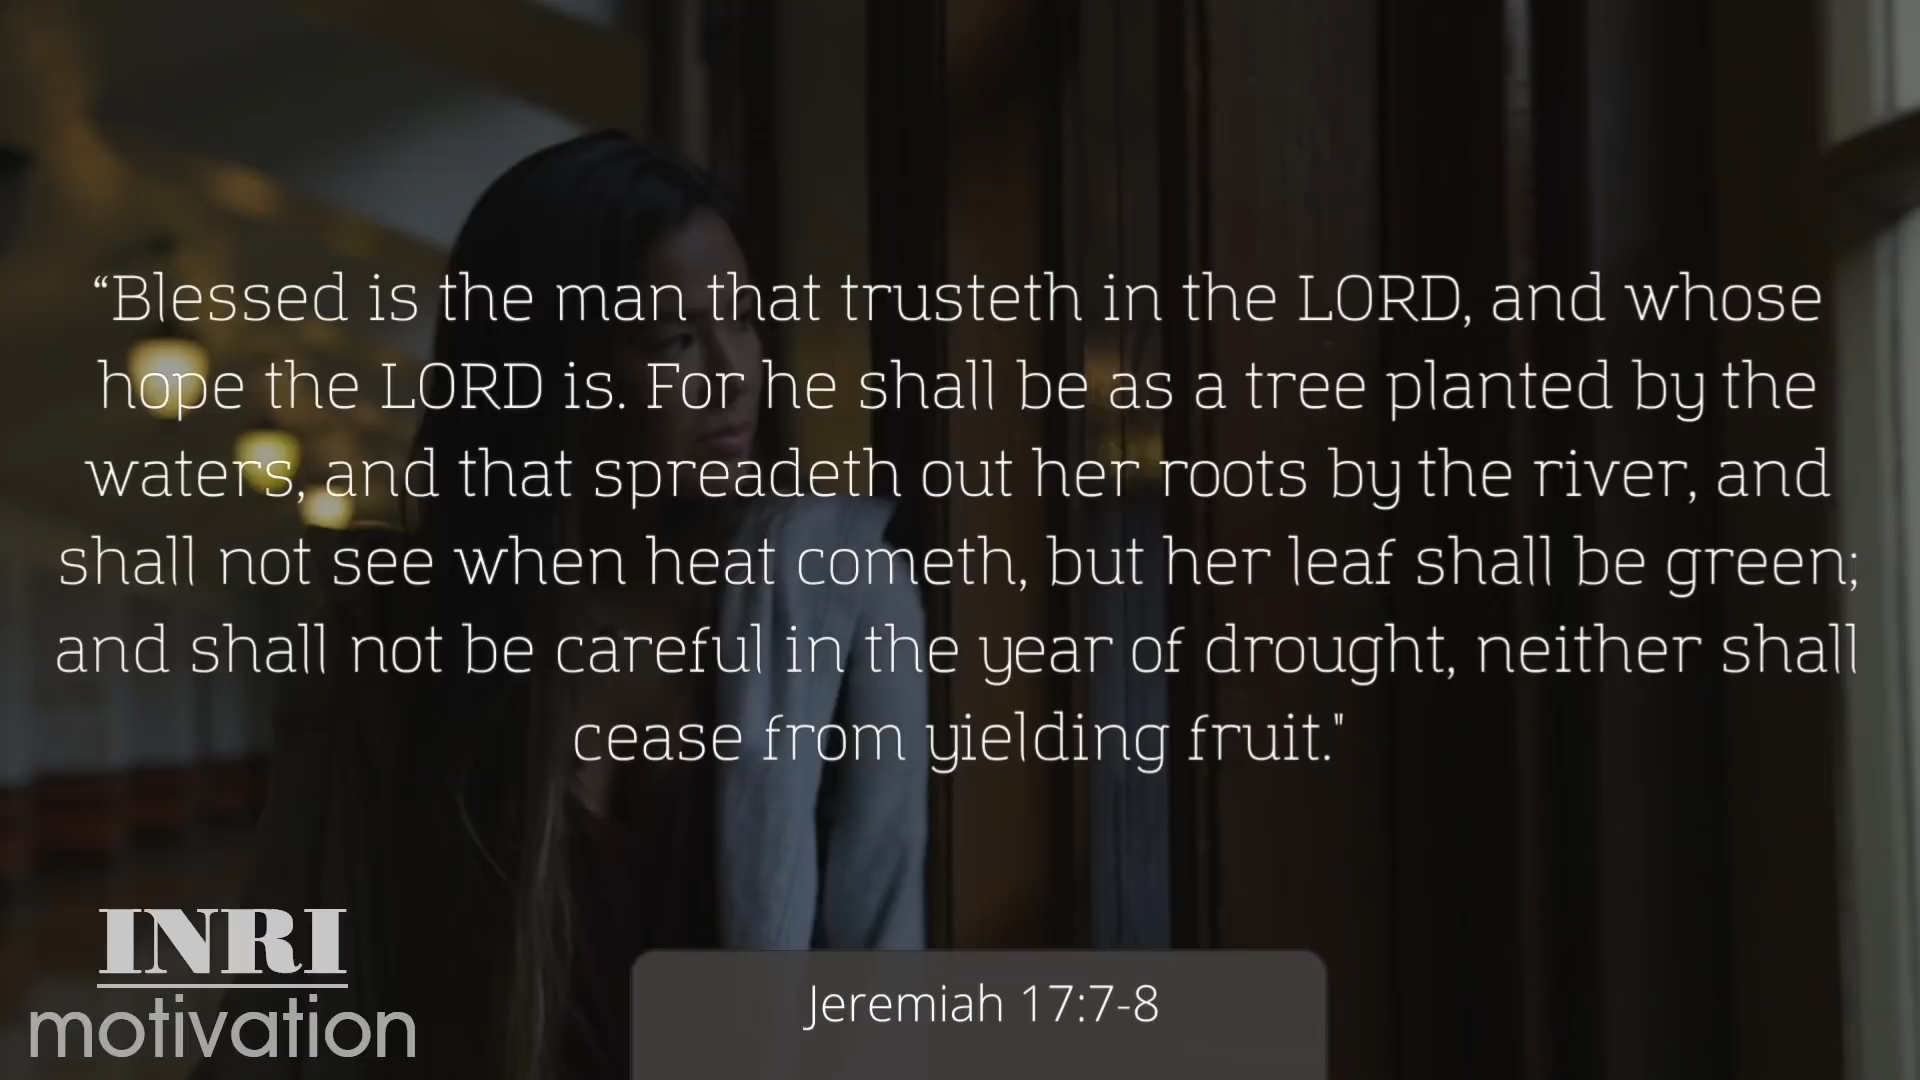 “Blessed is the man that trusteth in the LORD, and whose
hope the LORD is. For he shall be as a tree planted by the
waters, and that spreadeth out her roots by the river, and
shall not see when heat cometh, but her leaf shall be green;
and shall not be careful in the year of drought, neither shall
cease from yielding fruit."
INRI
motivation
Jeremiah 17:7-8